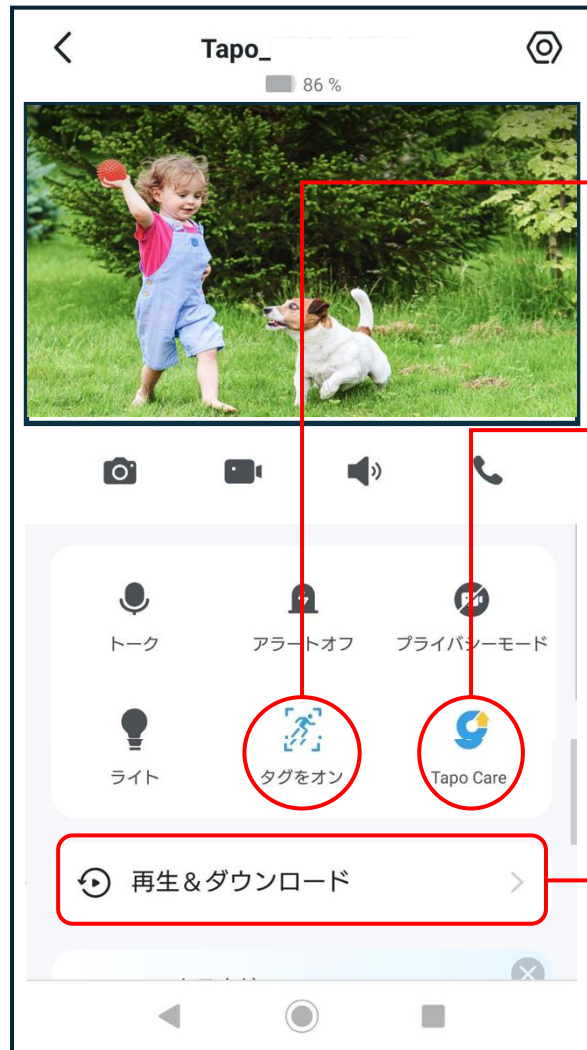 Tapo_
86 %
トーク
アラートオフ
プライバシーモード
ライト
タグをオン
Tapo Care
再生&ダウンロード